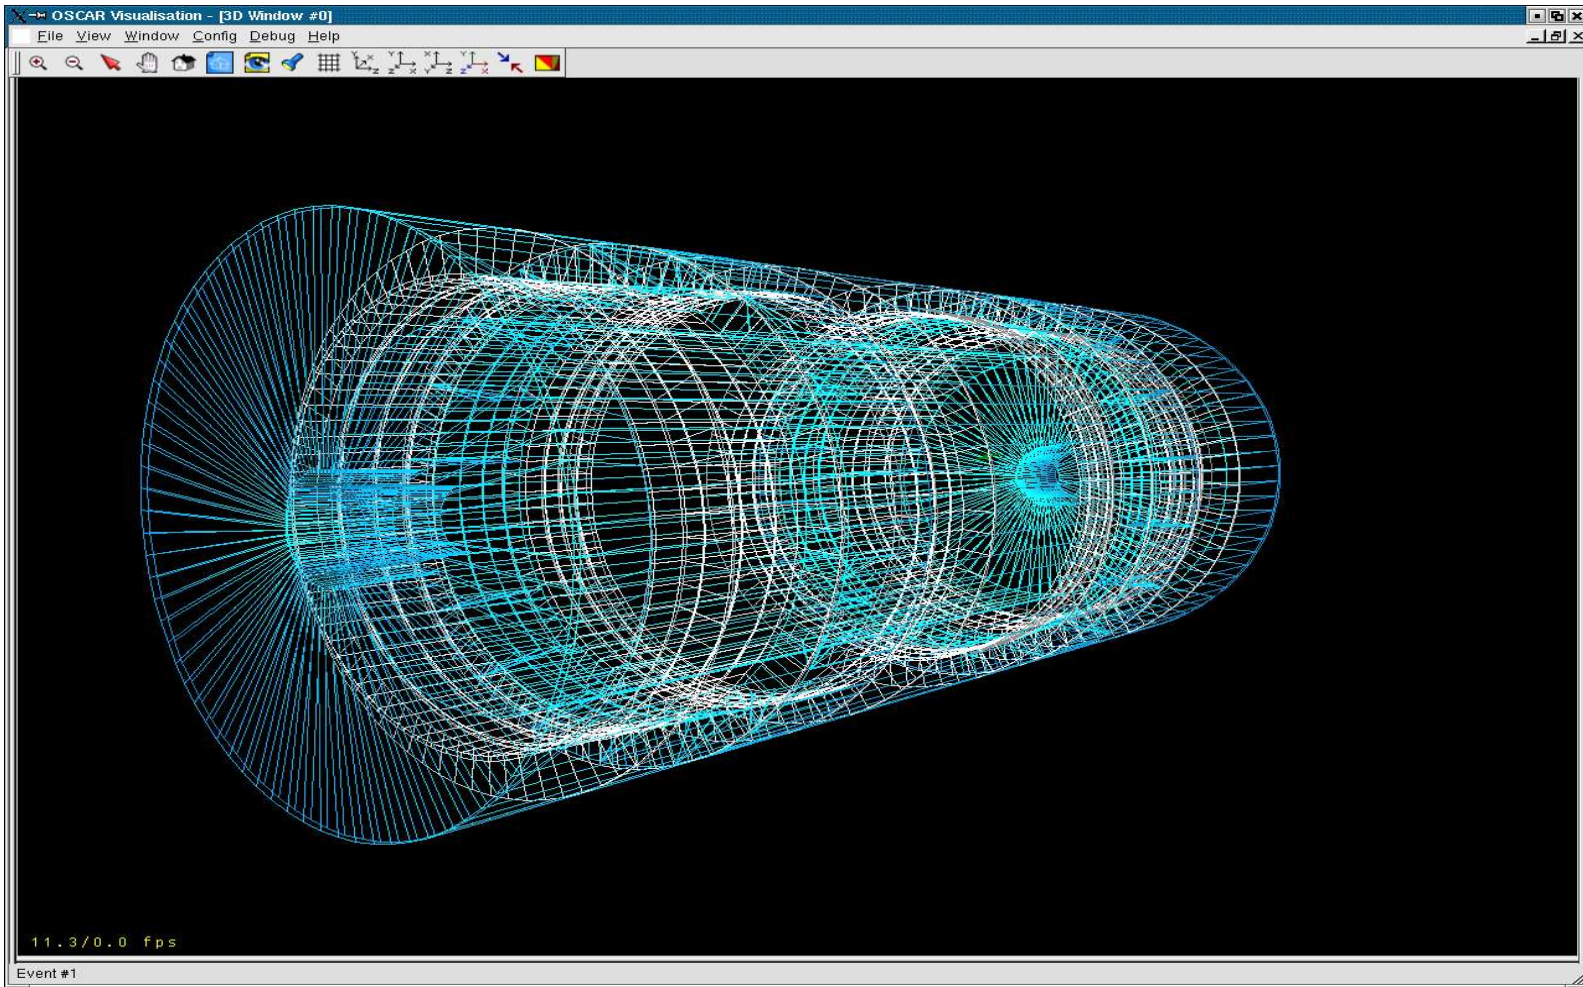 OSCAR Visualisation - [3D Window #0]
File View Window Config Debug Help
11.3/0.0 fps
Event #1